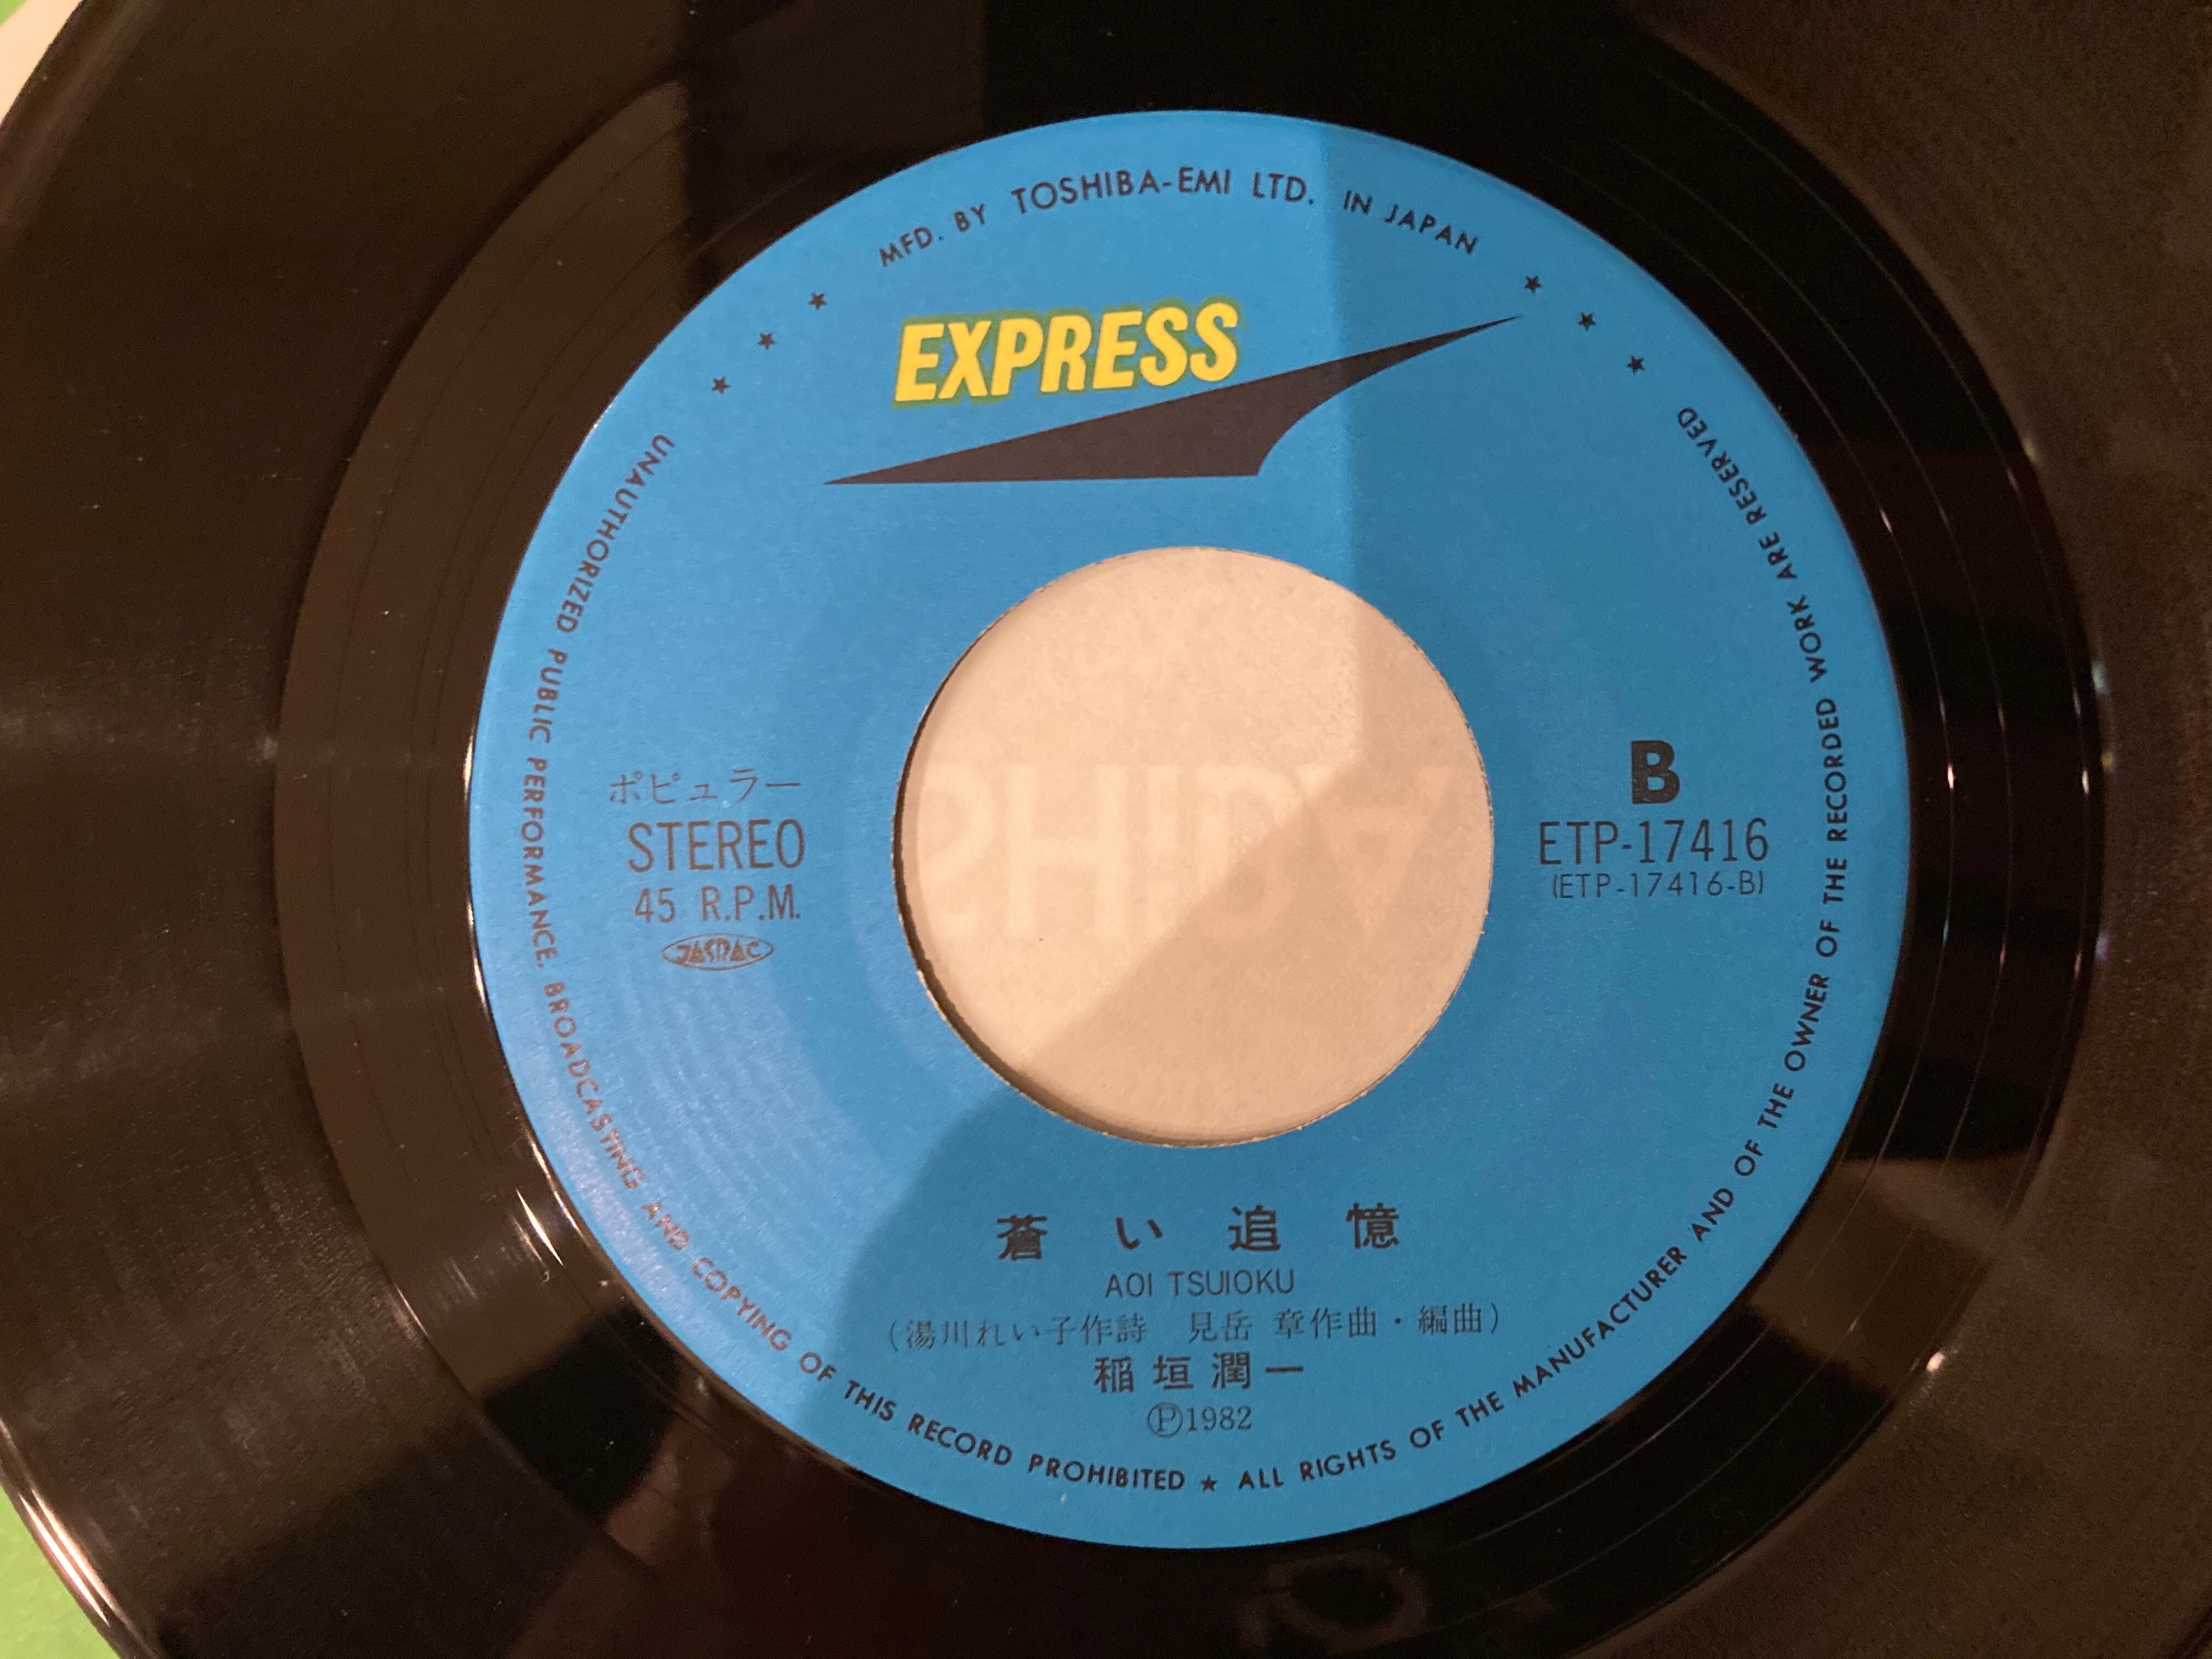 MFD. BY TOSHIBA-EMI LTD. IN JAPAN
EXPRESS
ポピュラー
STEREO
45 R.P.M.
JASRAC
B
ETP-17416
(ETP-17416-B)
蒼い追憶
AOI TSUIOKU
(湯川れい子作詩 見岳 章作曲・編曲)
稲垣潤一
Ⓟ1982
UNAUTHORIZED PUBLIC PERFORMANCE, BROADCASTING AND COPYING OF THIS RECORD PROHIBITED ★ ALL RIGHTS OF THE MANUFACTURER AND OF THE OWNER OF THE RECORDED WORK ARE RESERVED